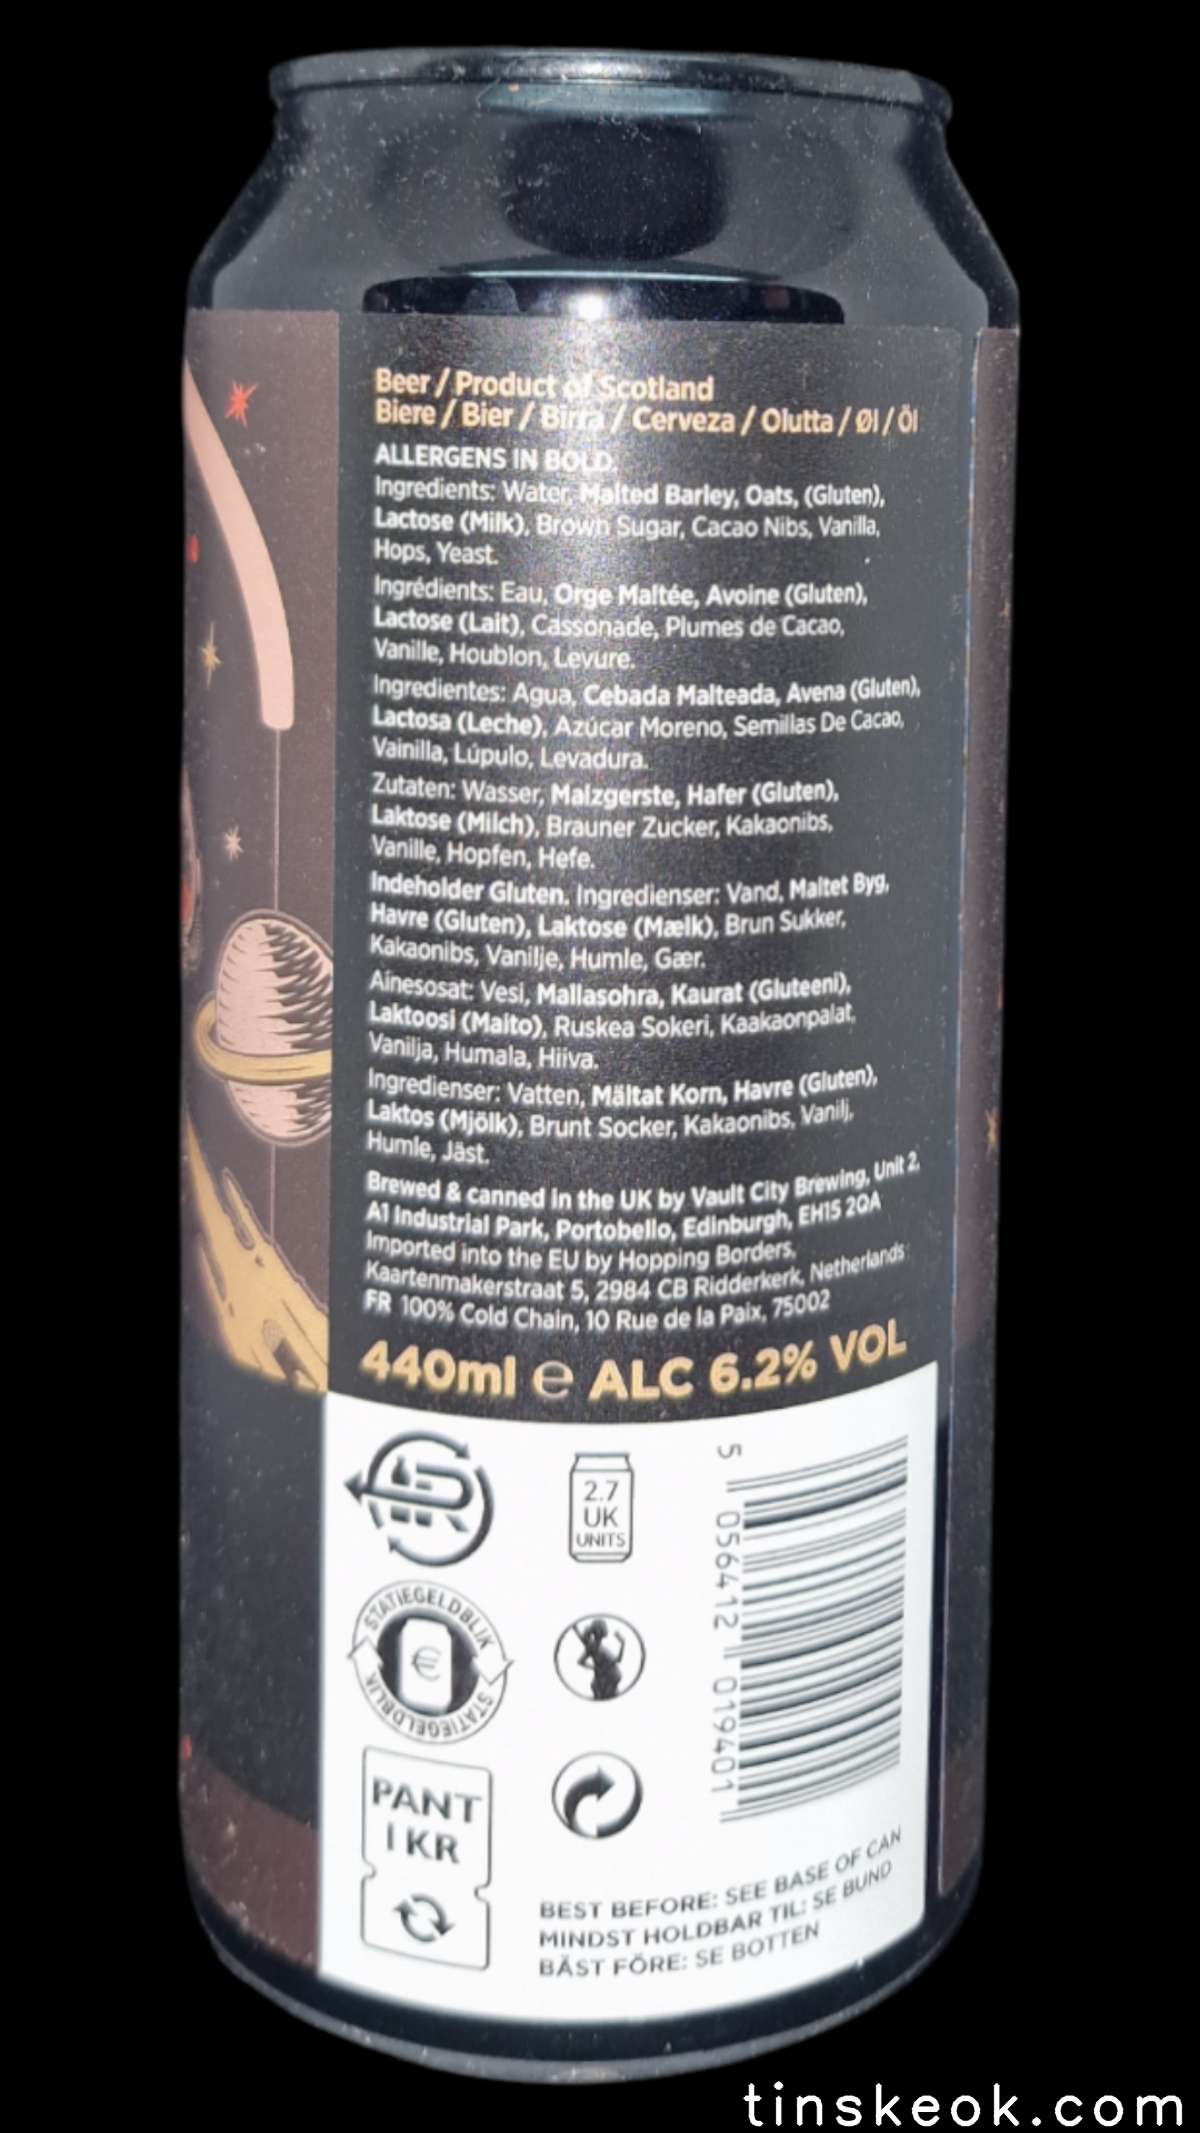 Beer / Product of Scotland
Biere / Bier / Birra / Cerveza / Olutta / Øl / Öl
ALLERGENS IN BOLD.
Ingredients: Water, Malted Barley, Oats, (Gluten),
Lactose (Milk), Brown Sugar, Cacao Nibs, Vanilla,
Hops, Yeast.
Ingrédients: Eau, Orge Maltée, Avoine (Gluten),
Lactose (Lait), Cassonade, Plumes de Cacao,
Vanille, Houblon, Levure.
Ingredientes: Agua, Cebada Malteada, Avena (Gluten),
Lactosa (Leche), Azúcar Moreno, Semillas De Cacao,
Vainilla, Lúpulo, Levadura.
Zutaten: Wasser, Malzgerste, Hafer (Gluten),
Laktose (Milch), Brauner Zucker, Kakaonibs,
Vanille, Hopfen, Hefe.
Indeholder Gluten. Ingredienser: Vand, Maltet Byg,
Havre (Gluten), Laktose (Mælk), Brun Sukker,
Kakaonibs, Vanilje, Humle, Gær.
Ainesosat: Vesi, Mallasohra, Kaurat (Gluteeni),
Laktoosi (Maito), Ruskea Sokeri, Kaakaonpalat,
Vanilja, Humala, Hiiva.
Ingredienser: Vatten, Mältat Korn, Havre (Gluten),
Laktos (Mjölk), Brunt Socker, Kakaonibs, Vanilj,
Humle, Jäst.
Brewed & canned in the UK by Vault City Brewing, Unit 2,
A1 Industrial Park, Portobello, Edinburgh, EH15 2QA
Imported into the EU by Hopping Borders,
Kaartenmakerstraat 5, 2984 CB Ridderkerk, Netherlands
FR 100% Cold Chain, 10 Rue de la Paix, 75002
440ml e ALC 6.2% VOL
2.7
UK
UNITS
STATIEGELDBLIK
€
STATIEGELDBLIK
STATIEGELDBLIK
PANT
1 KR
5 056412 019401
BEST BEFORE: SEE BASE OF CAN
MINDST HOLDBAR TIL: SE BUND
BÄST FÖRE: SE BOTTEN
tinskeok.com